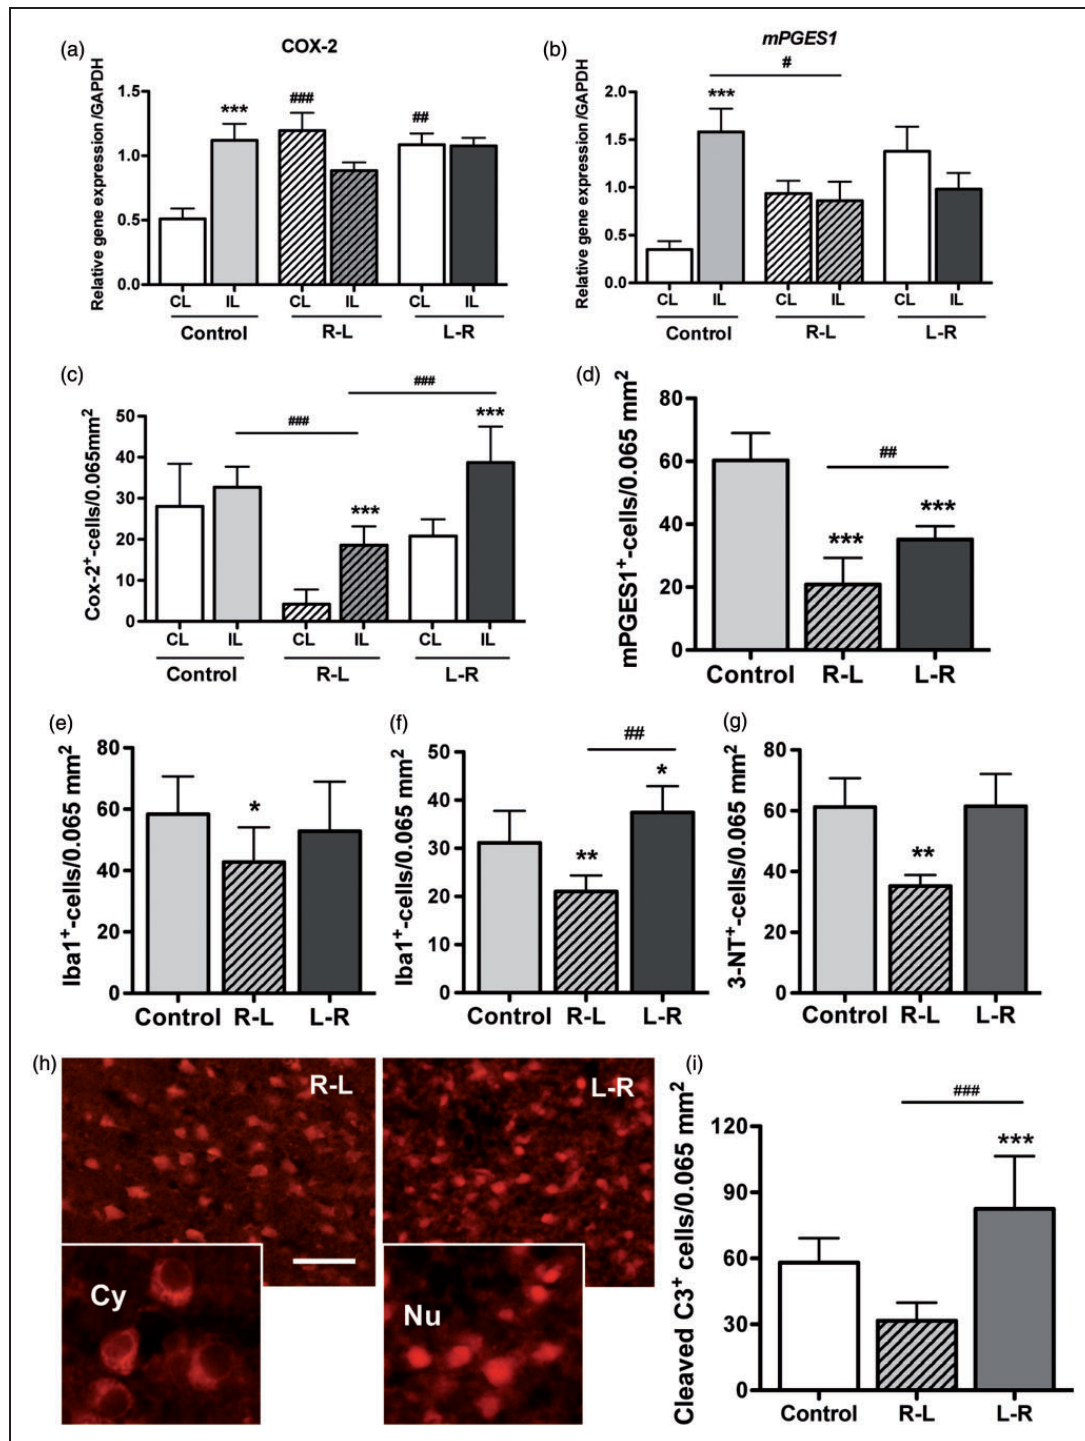 (a)
COX-2
Relative gene expression /GAPDH
1.5
1.0
0.5
0.0
***
###
##
CL IL CL IL CL IL
Control R-L L-R
(b)
mPGES1
Relative gene expression /GAPDH
2.0
1.5
1.0
0.5
0.0
#
***
CL IL CL IL CL IL
Control R-L L-R
(c)
Cox-2⁺-cells/0.065mm²
50
40
30
20
10
0
###
###
***
***
CL IL CL IL CL IL
Control R-L L-R
(d)
mPGES1⁺-cells/0.065 mm²
80
60
40
20
0
##
***
***
Control R-L L-R
(e)
Iba1⁺-cells/0.065 mm²
80
60
40
20
0
*
Control R-L L-R
(f)
Iba1⁺-cells/0.065 mm²
50
40
30
20
10
0
##
**
*
Control R-L L-R
(g)
3-NT⁺-cells/0.065 mm²
80
60
40
20
0
**
Control R-L L-R
(h)
R-L
L-R
Cy
Nu
(i)
Cleaved C3⁺ cells/0.065 mm²
120
90
60
30
0
###
***
Control R-L L-R